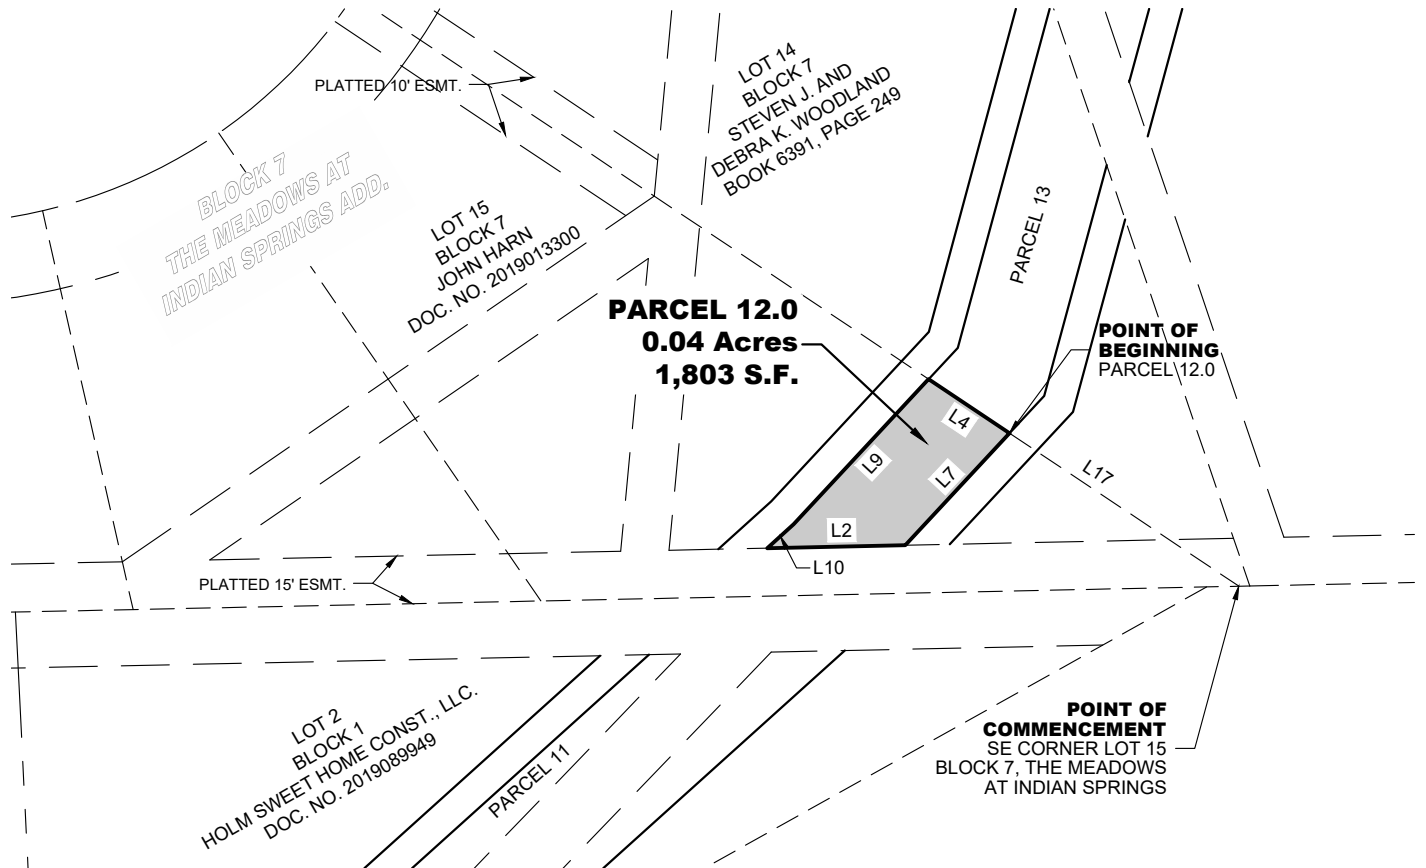 PLATTED 10' ESMT.
LOT 14
BLOCK 7
STEVEN J. AND
DEBRA K. WOODLAND
BOOK 6391, PAGE 249
BLOCK 7
THE MEADOWS AT
INDIAN SPRINGS ADD.
LOT 15
BLOCK 7
JOHN HARN
DOC. NO. 2019013300
PARCEL 13
PARCEL 12.0
0.04 Acres
1,803 S.F.
POINT OF
BEGINNING
PARCEL 12.0
L4
L9
L7
L17
L2
L10
PLATTED 15' ESMT.
LOT 2
BLOCK 1
HOLM SWEET HOME CONST., LLC.
DOC. NO. 2019089949
PARCEL 11
POINT OF
COMMENCEMENT
SE CORNER LOT 15
BLOCK 7, THE MEADOWS
AT INDIAN SPRINGS